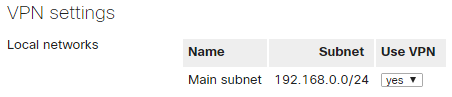 VPN settings
Local networks
Name Subnet Use VPN
Main subnet 192.168.0.0/24 yes ▼